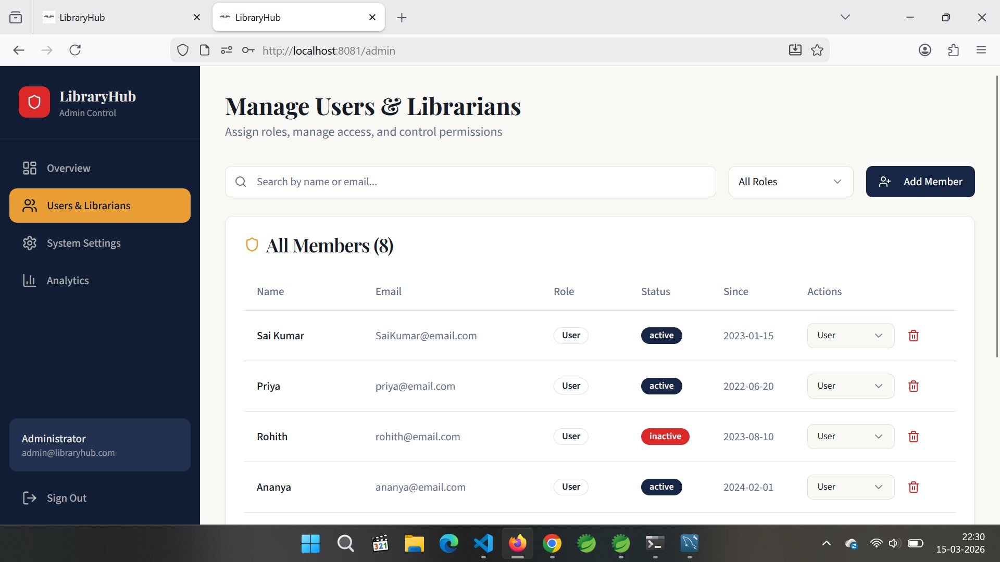 LibraryHub
LibraryHub
http://localhost:8081/admin
LibraryHub
Admin Control
Overview
Users & Librarians
System Settings
Analytics
Administrator
admin@libraryhub.com
Sign Out
Manage Users & Librarians
Assign roles, manage access, and control permissions
Search by name or email...
All Roles
Add Member
All Members (8)
Name Email Role Status Since Actions
Sai Kumar SaiKumar@email.com User active 2023-01-15 User
Priya priya@email.com User active 2022-06-20 User
Rohith rohith@email.com User inactive 2023-08-10 User
Ananya ananya@email.com User active 2024-02-01 User
321
22:30
15-03-2026